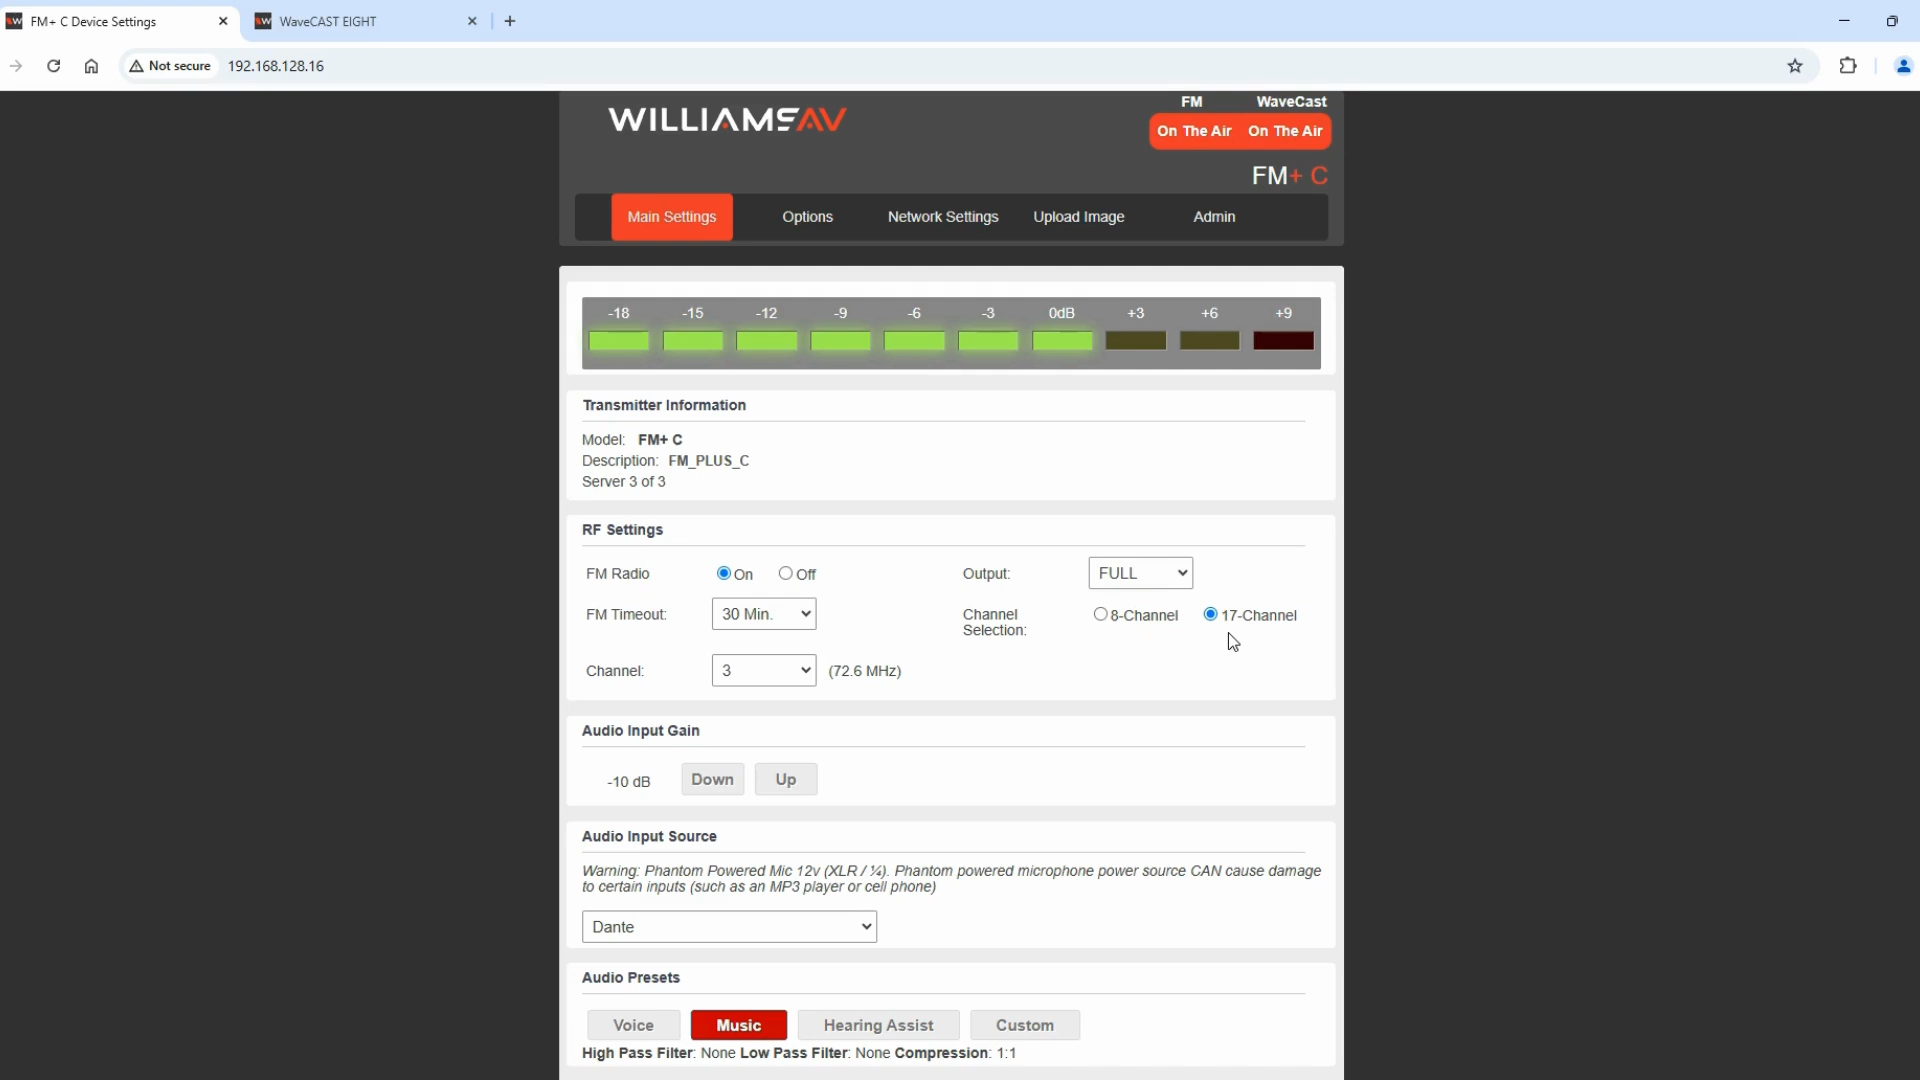 FM+ C Device Settings
WaveCAST EIGHT
Not secure
192.168.128.16
WILLIAMSAV
FM WaveCast
On The Air On The Air
FM+ C
Main Settings Options Network Settings Upload Image Admin
-18 -15 -12 -9 -6 -3 0dB +3 +6 +9
Transmitter Information
Model: FM+ C
Description: FM_PLUS_C
Server 3 of 3
RF Settings
FM Radio On Off Output: FULL
FM Timeout: 30 Min. Channel Selection: 8-Channel 17-Channel
Channel: 3 (72.6 MHz)
Audio Input Gain
-10 dB Down Up
Audio Input Source
Warning: Phantom Powered Mic 12v (XLR / ¼). Phantom powered microphone power source CAN cause damage
to certain inputs (such as an MP3 player or cell phone)
Dante
Audio Presets
Voice Music Hearing Assist Custom
High Pass Filter: None Low Pass Filter: None Compression: 1:1